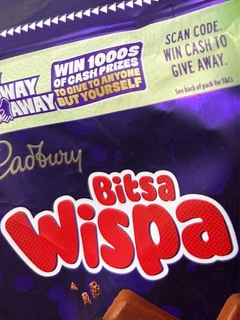 WAY
AWAY
WIN 1000S
OF CASH PRIZES
TO GIVE TO ANYONE
BUT YOURSELF
SCAN CODE.
WIN CASH TO
GIVE AWAY.
See back of pack for T&Cs
Cadbury
Bitsa
Wispa